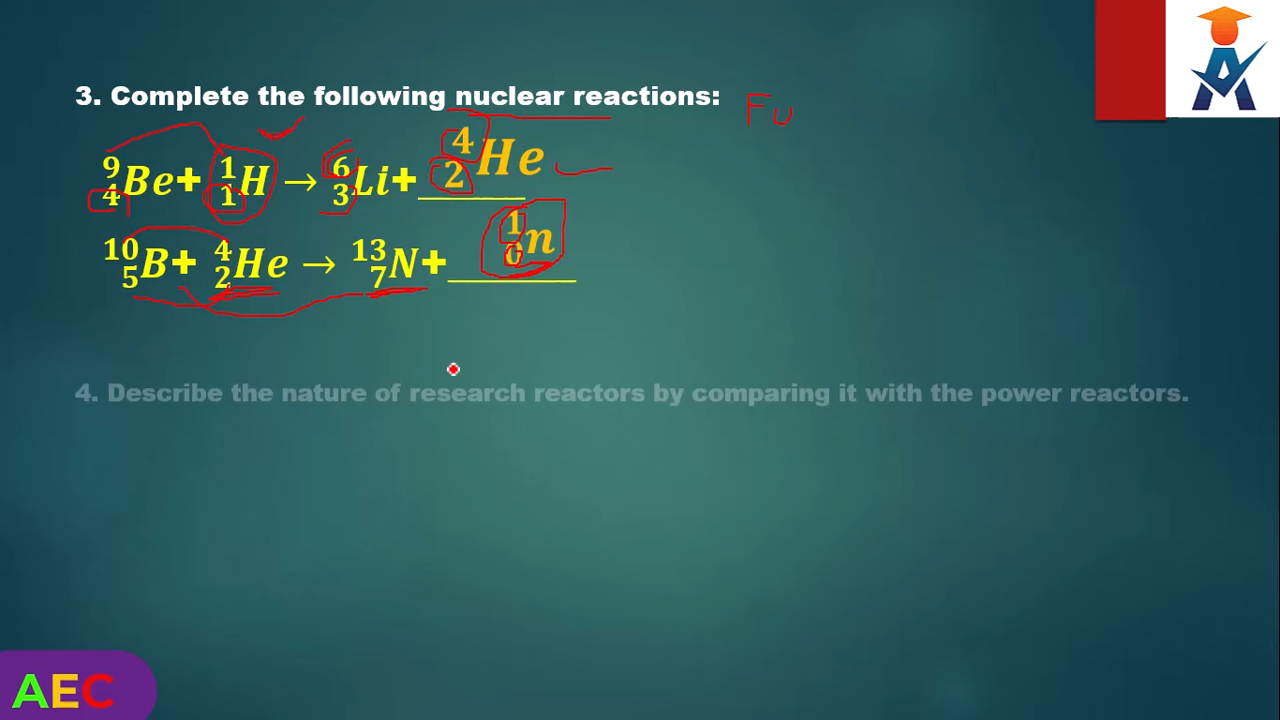 3. Complete the following nuclear reactions: Fu
⁹₄Be+ ¹₁H → ⁶₃Li+ ⁴₂He
¹⁰₅B+ ⁴₂He → ¹³₇N+ ¹₀n
4. Describe the nature of research reactors by comparing it with the power reactors.
AEC